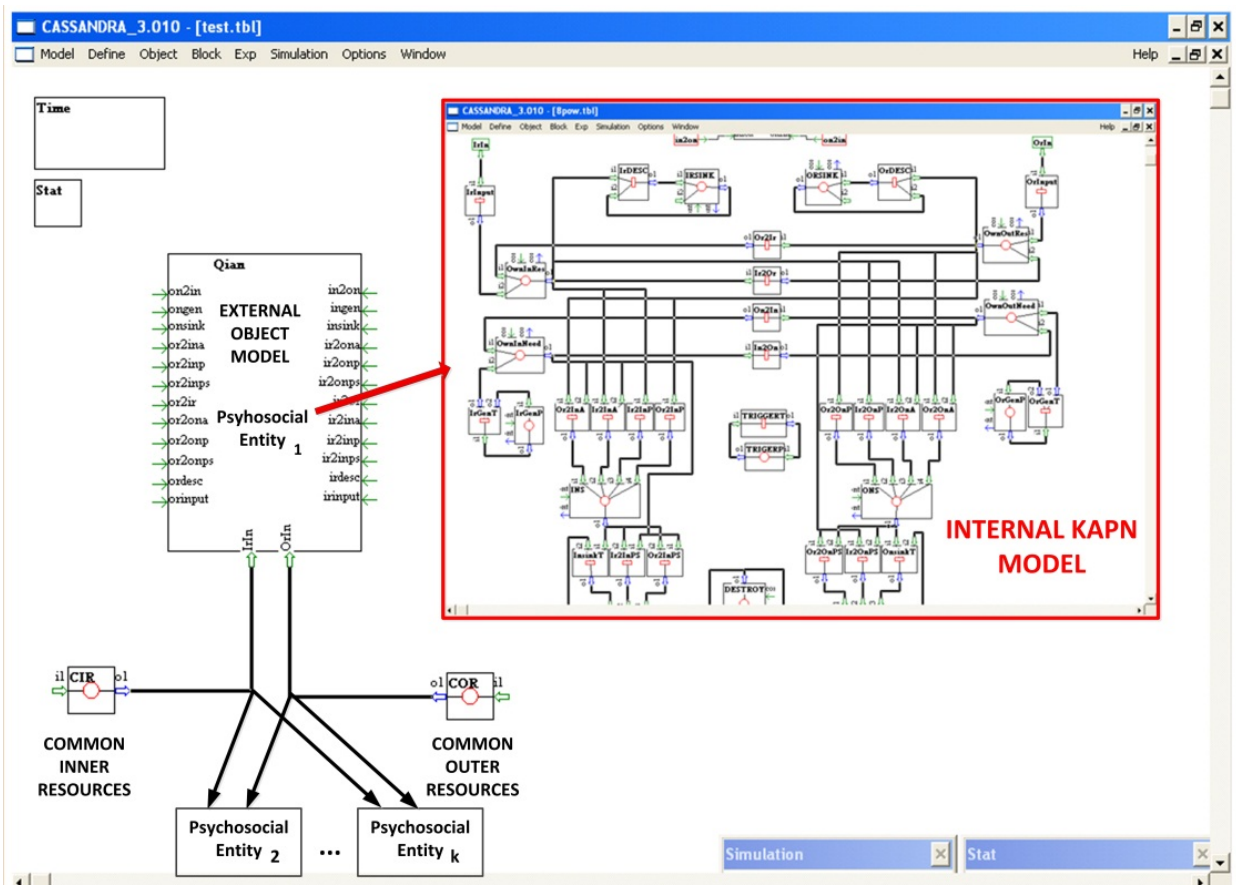 CASSANDRA_3.010 - [test.tbl]
Model Define Object Block Exp Simulation Options Window Help
Time
Stat
Qian
EXTERNAL
OBJECT
MODEL
Psyhosocial
Entity 1
on2in
ongen
onsink
or2ina
or2inp
or2inps
or2ir
or2ona
or2onp
or2onps
ordesc
orinput
in2on
ingen
insink
ir2ona
ir2onp
ir2onps
ir2ina
ir2inp
ir2inps
irdesc
irinput
IrIn
OrIn
CASSANDRA_3.010 - [8pow.tbl]
Model Define Object Block Exp Simulation Options Window Help
in2on
on2in
IrIn
OrIn
IrDESC
IRSINK
ORSINK
OrDESC
IrInput
OrInput
Or2Ir
OwnOutRes
OwnInRes
Ir2Or
On2In
OwnOutNeed
OwnInNeed
In2On
IrGenT
IrGenP
Or2InA
Ir2InA
Ir2InP
Or2InP
TRIGGERT
TRIGERP
Or2OnP
Ir2OnP
Ir2OnA
Or2OnA
OrGenP
OrGenT
INS
ONS
InsinkT
Ir2InPS
Or2InPS
Or2OnPS
Ir2OnPS
OnsinkT
DESTROT
INTERNAL KAPN
MODEL
i1 CIR o1
o1 COR i1
COMMON
INNER
RESOURCES
COMMON
OUTER
RESOURCES
Psychosocial
Entity 2
...
Psychosocial
Entity k
Simulation
Stat